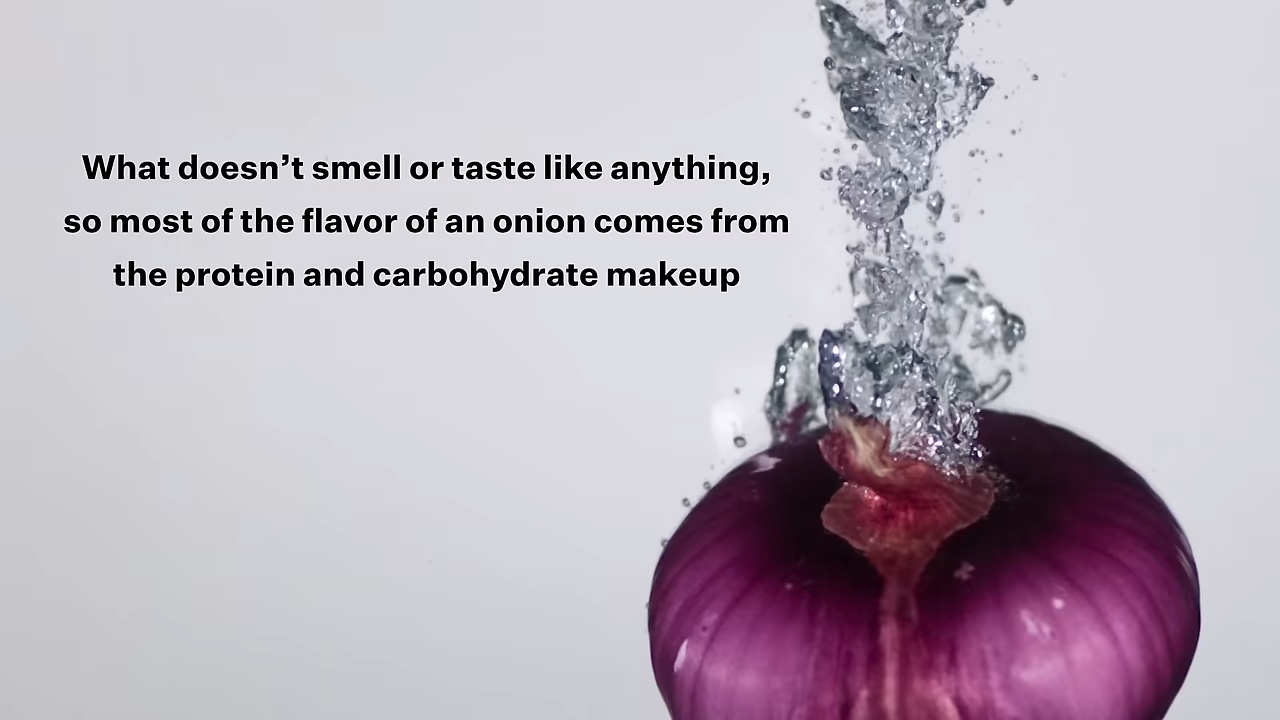 What doesn’t smell or taste like anything,
so most of the flavor of an onion comes from
the protein and carbohydrate makeup